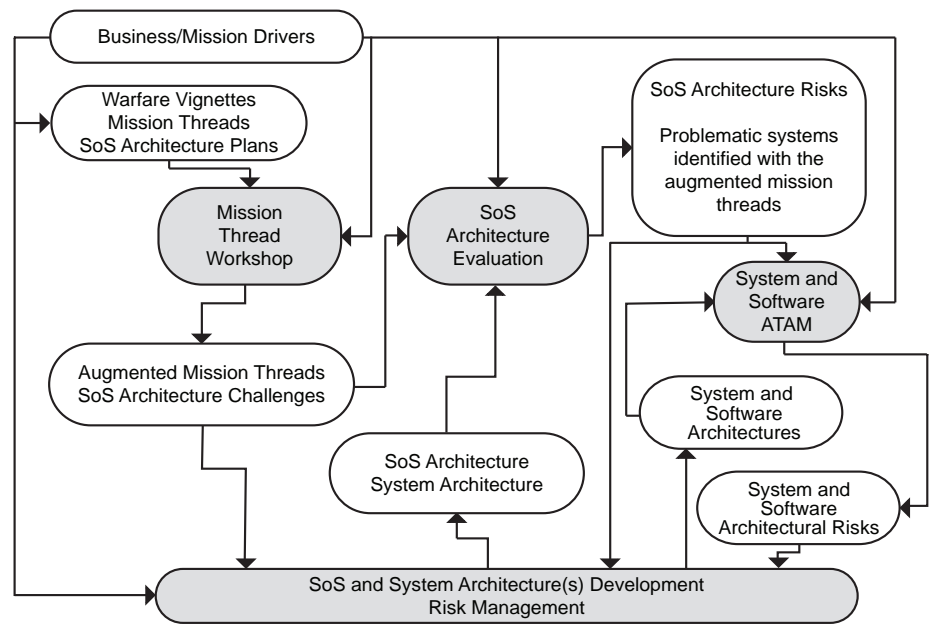 Business/Mission Drivers
Warfare Vignettes
Mission Threads
SoS Architecture Plans
SoS Architecture Risks
Problematic systems
identified with the
augmented mission
threads
Mission
Thread
Workshop
SoS
Architecture
Evaluation
System and
Software
ATAM
Augmented Mission Threads
SoS Architecture Challenges
System and
Software
Architectures
SoS Architecture
System Architecture
System and
Software
Architectural Risks
SoS and System Architecture(s) Development
Risk Management